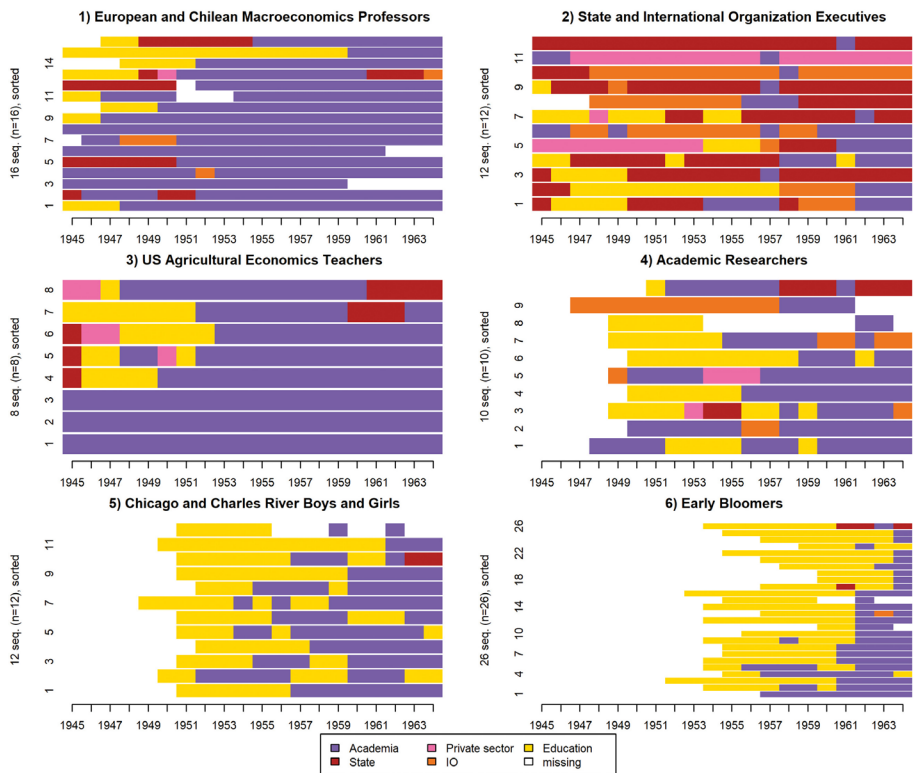 1) European and Chilean Macroeconomics Professors
16 seq. (n=16), sorted
14
11
9
7
5
3
1
1945 1947 1949 1951 1953 1955 1957 1959 1961 1963
2) State and International Organization Executives
12 seq. (n=12), sorted
11
9
7
5
3
1
1945 1947 1949 1951 1953 1955 1957 1959 1961 1963
3) US Agricultural Economics Teachers
8 seq. (n=8), sorted
8
7
6
5
4
3
2
1
1945 1947 1949 1951 1953 1955 1957 1959 1961 1963
4) Academic Researchers
10 seq. (n=10), sorted
9
8
7
6
5
4
3
2
1
1945 1947 1949 1951 1953 1955 1957 1959 1961 1963
5) Chicago and Charles River Boys and Girls
12 seq. (n=12), sorted
11
9
7
5
3
1
1945 1947 1949 1951 1953 1955 1957 1959 1961 1963
6) Early Bloomers
26 seq. (n=26), sorted
26
22
18
14
10
7
4
1
1945 1947 1949 1951 1953 1955 1957 1959 1961 1963
Academia Private sector Education
State IO missing